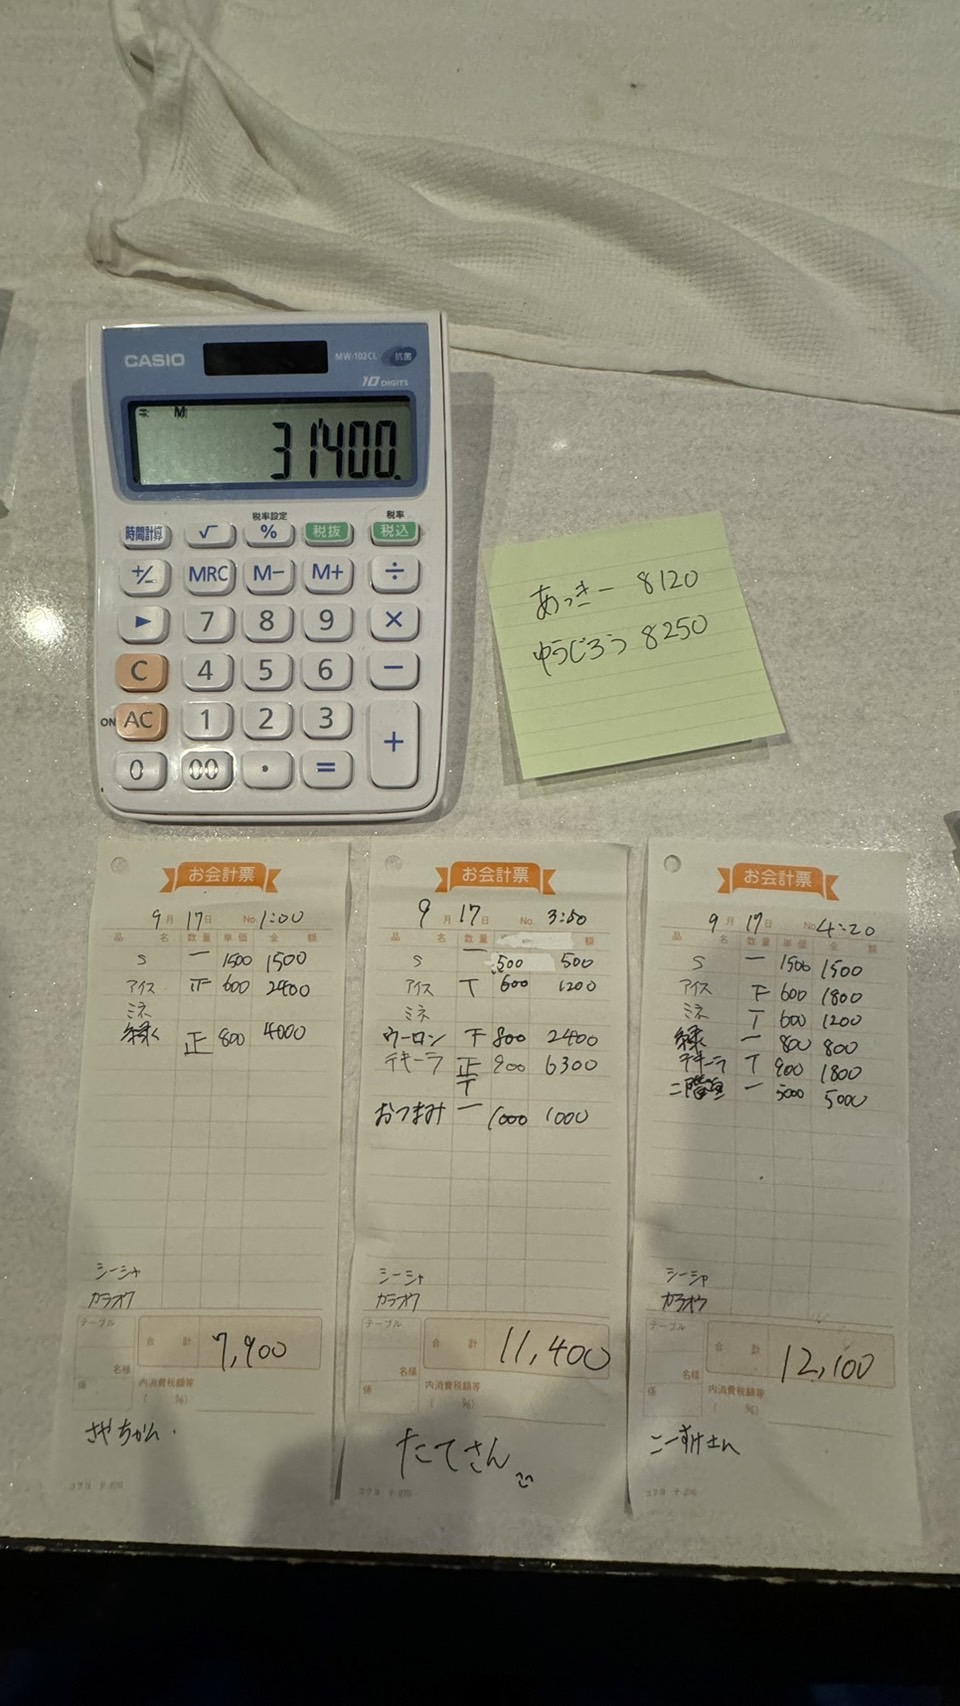 CASIO
MW-102CL 抗菌
10 DIGITS
= M
31'400.
税率設定 税率
時間計算 √ % 税抜 税込
+/- MRC M- M+ ÷
▶ 7 8 9 ×
C 4 5 6 −
ON AC 1 2 3 +
0 00 · =
あっきー 8120
ゆうじろう 8250
お会計票
9月17日 No. 1:00
品名 数量 単価 金額
S 一 1500 1500
アイス 正 600 2400
ミネ
緑 正 800 4000
シーシャ
カラオケ
テーブル
名様
係
合計 7,900
内消費税額等
( %)
さやちゃん.
お会計票
9月17日 No. 3:50
品名 数量 額
S 一 500 500
アイス T 600 1200
ミネ
ウーロン 下 800 2400
テキーラ 正T 900 6300
おつまみ 一 1000 1000
シーシャ
カラオケ
テーブル
名様
係
合計 11,400
内消費税額等
( %)
たてさん
お会計票
9月17日 No. 4:20
品名 数量 単価 金額
S 一 1500 1500
アイス 下 600 1800
ミネ T 600 1200
緑 一 800 800
テキーラ T 900 1800
二階堂 一 5000 5000
シーシャ
カラオケ
テーブル
名様
係
合計 12,100
内消費税額等
( %)
こーすけさん